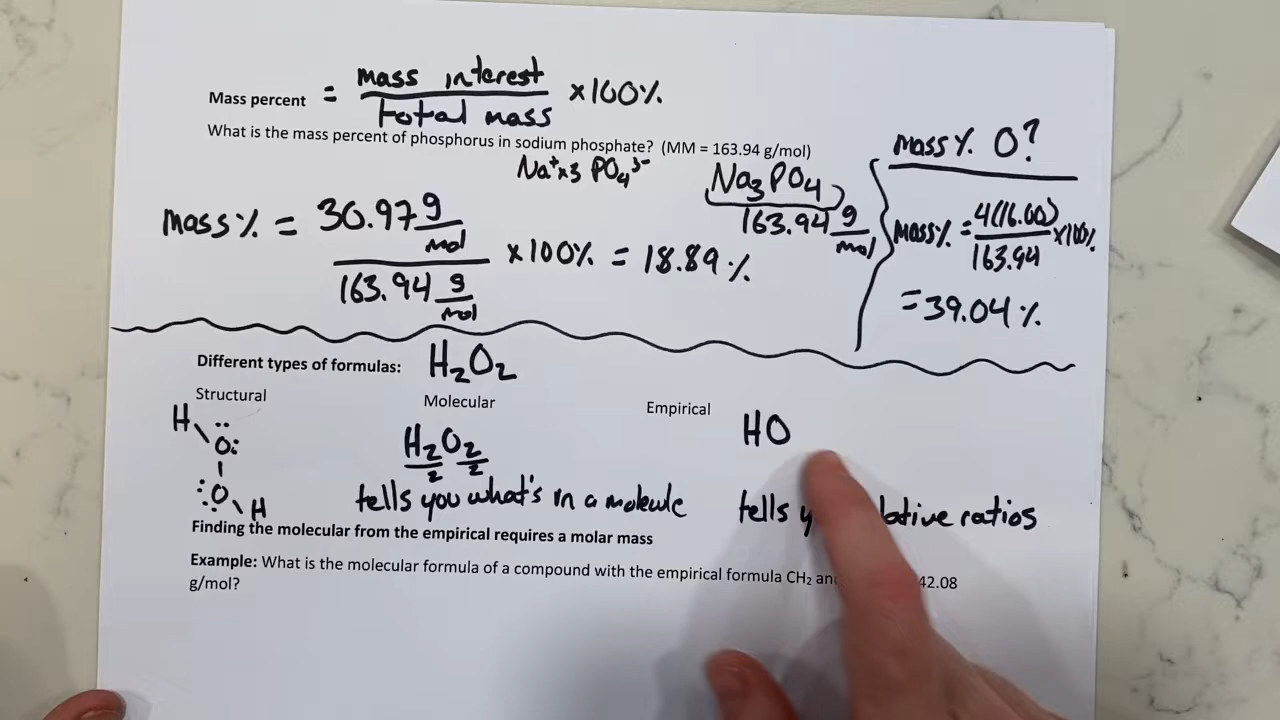 Mass percent = mass interest / total mass ×100%
What is the mass percent of phosphorus in sodium phosphate? (MM = 163.94 g/mol)
Na⁺×3 PO₄³⁻
Na₃PO₄
163.94 g/mol
mass% = 30.97 g/mol / 163.94 g/mol ×100% = 18.89%
mass% O?
mass% = 4(16.00) / 163.94 ×100%
= 39.04%
Different types of formulas: H₂O₂
Structural Molecular Empirical
H
O
O
H
H₂O₂
2 2
HO
tells you what's in a molecule
tells ratios
Finding the molecular from the empirical requires a molar mass
Example: What is the molecular formula of a compound with the empirical formula CH₂ 42.08
g/mol?